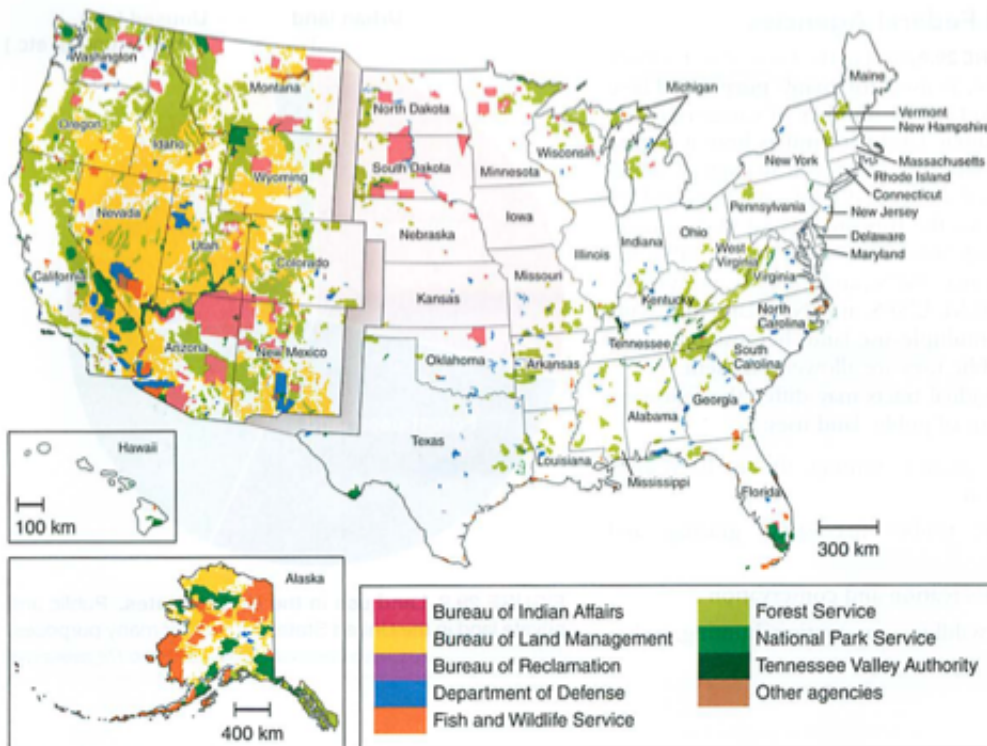 Urban land
Washington
Montana
Oregon
Idaho
Wyoming
Nevada
Utah
Colorado
California
Arizona
New Mexico
North Dakota
South Dakota
Nebraska
Kansas
Oklahoma
Texas
Minnesota
Iowa
Missouri
Arkansas
Louisiana
Wisconsin
Michigan
Illinois
Indiana
Ohio
Kentucky
Tennessee
Mississippi
Alabama
Georgia
Florida
South
Carolina
North
Carolina
Virginia
West
Virginia
Pennsylvania
New York
Maine
Vermont
New Hampshire
Massachusetts
Rhode Island
Connecticut
New Jersey
Delaware
Maryland
Hawaii
100 km
Alaska
400 km
300 km
Bureau of Indian Affairs
Bureau of Land Management
Bureau of Reclamation
Department of Defense
Fish and Wildlife Service
Forest Service
National Park Service
Tennessee Valley Authority
Other agencies